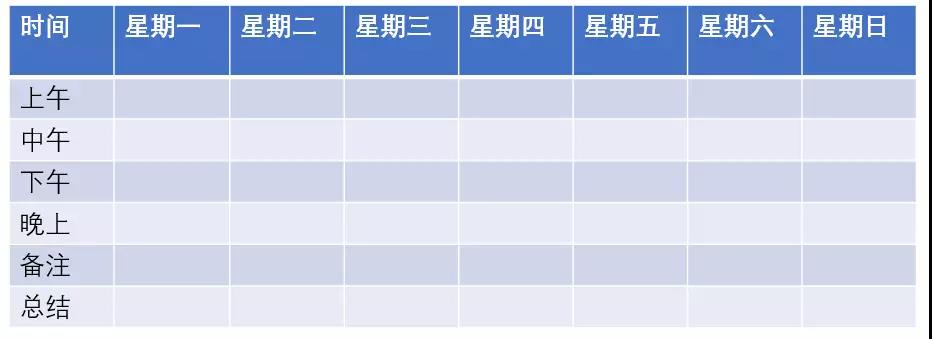 时间 星期一 星期二 星期三 星期四 星期五 星期六 星期日
上午
中午
下午
晚上
备注
总结